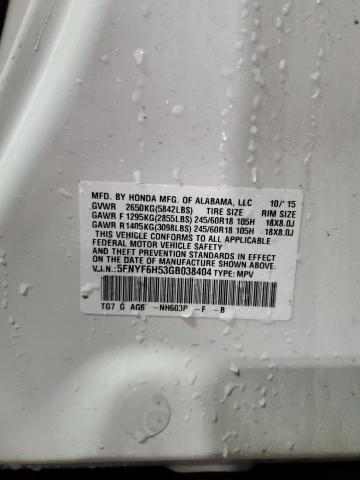 MFD. BY HONDA MFG. OF ALABAMA, LLC 10/'15
GVWR 2650KG(5842LBS) TIRE SIZE RIM SIZE
GAWR F 1295KG(2855LBS) 245/60R18 105H 18X8.0J
GAWR R1405KG(3098LBS) 245/60R18 105H 18X8.0J
THIS VEHICLE CONFORMS TO ALL APPLICABLE
FEDERAL MOTOR VEHICLE SAFETY, BUMPER,
AND THEFT PREVENTION STANDARDS IN EFFECT
ON THE DATE OF MANUFACTURE SHOWN ABOVE.
V.I.N.:5FNYF6H53GB038404 TYPE: MPV
TG7 G AG6 -NH603P -F -B